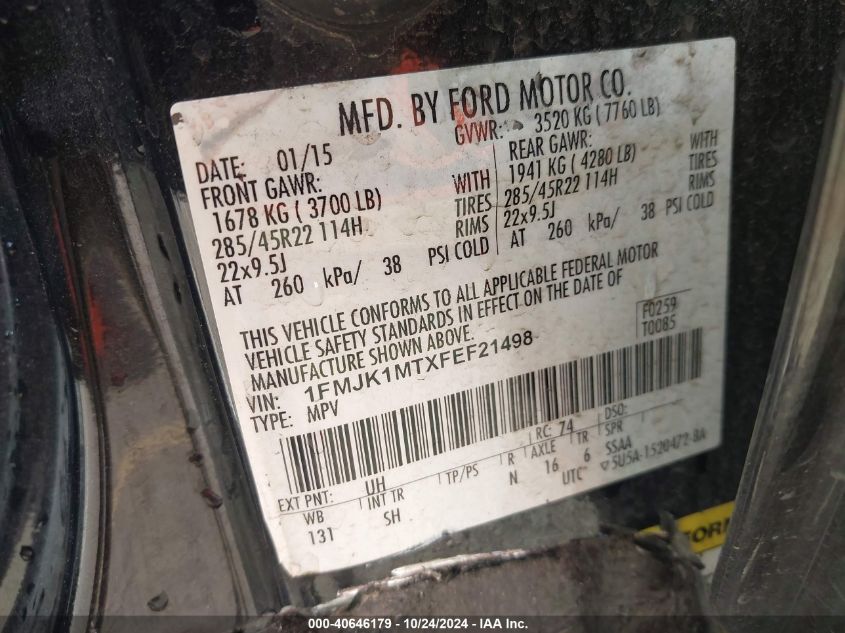 MFD. BY FORD MOTOR CO.
DATE: 01/15
GVWR: 3520 KG (7760 LB)
FRONT GAWR:
1678 KG (3700 LB) WITH
285/45R22 114H TIRES
22x9.5J RIMS
AT 260 kPa/ 38 PSI COLD
REAR GAWR:
1941 KG (4280 LB) WITH
285/45R22 114H TIRES
22x9.5J RIMS
AT 260 kPa/ 38 PSI COLD
THIS VEHICLE CONFORMS TO ALL APPLICABLE FEDERAL MOTOR
VEHICLE SAFETY STANDARDS IN EFFECT ON THE DATE OF
MANUFACTURE SHOWN ABOVE.
F0259
T0085
VIN: 1FMJK1MTXFEF21498
TYPE: MPV
EXT PNT: UH RC: 74 DSO:
WB INT TR TP/PS R AXLE TR SPR
131 SH N 16 6 SSAA
UTC ▽5U5A-1520472-BA
00-40646179 - 10/24/2024 - IAA Inc.